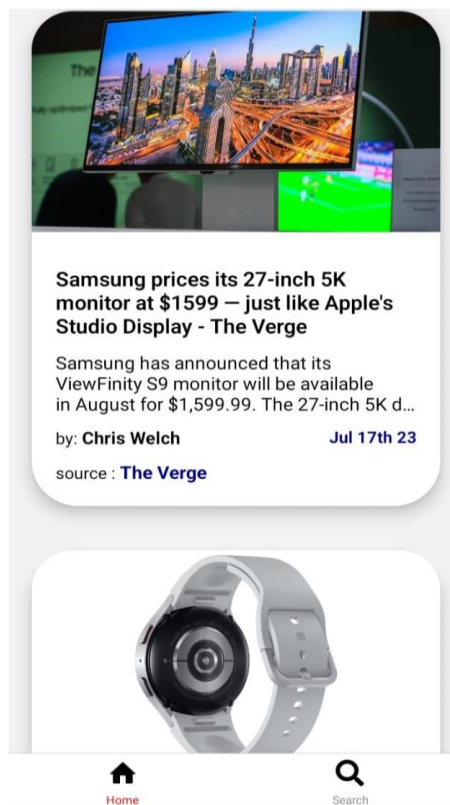 The
Samsung prices its 27-inch 5K
monitor at $1599 — just like Apple's
Studio Display - The Verge
Samsung has announced that its
ViewFinity S9 monitor will be available
in August for $1,599.99. The 27-inch 5K d...
by: Chris Welch
Jul 17th 23
source : The Verge
Home
Search